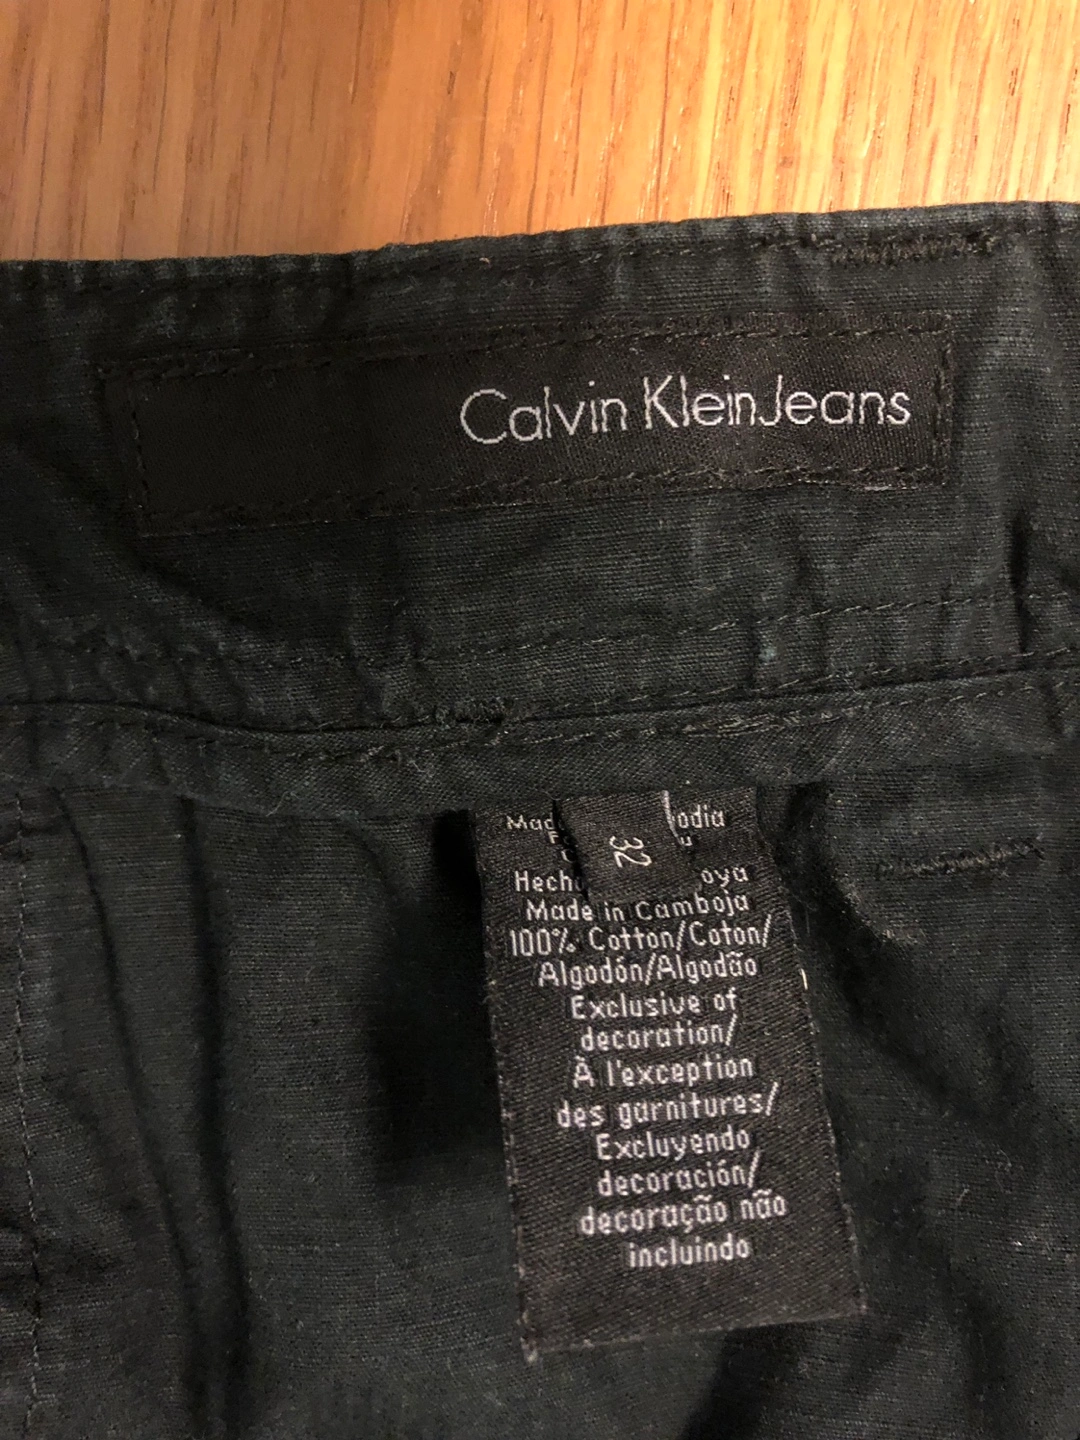 Calvin Klein Jeans
32
Made in Camboja
100% Cotton/Coton/
Algodón/Algodão
Exclusive of
decoration/
À l'exception
des garnitures/
Excluyendo
decoración/
decoração não
incluindo